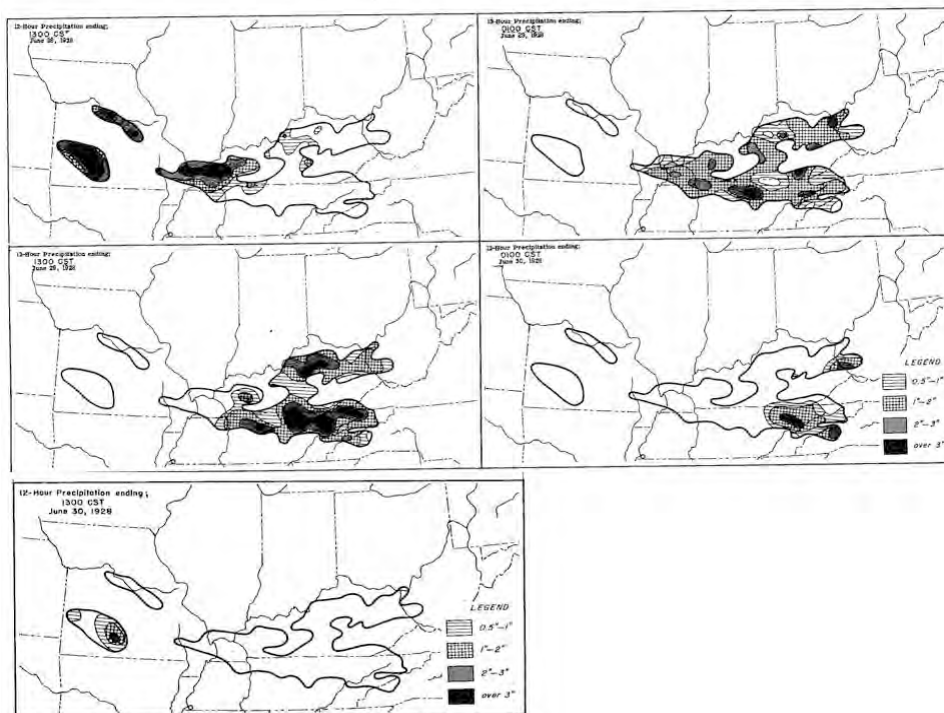 12-Hour Precipitation ending;
1300 CST
June 28, 1928
12-Hour Precipitation ending;
0100 CST
June 29, 1928
12-Hour Precipitation ending;
1300 CST
June 29, 1928
12-Hour Precipitation ending;
0100 CST
June 30, 1928
LEGEND
0.5"-1"
1"-2"
2"-3"
over 3"
12-Hour Precipitation ending;
1300 CST
June 30, 1928
LEGEND
0.5"-1"
1"-2"
2"-3"
over 3"